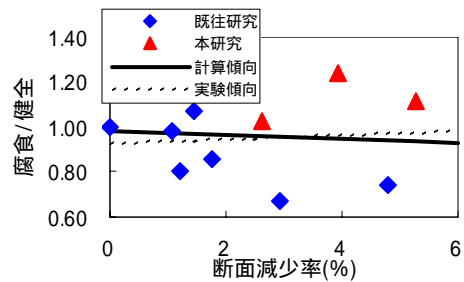 既往研究
本研究
計算傾向
実験傾向
1.40
1.20
1.00
0.80
0.60
腐食/健全
0 2 4 6
断面減少率(%)